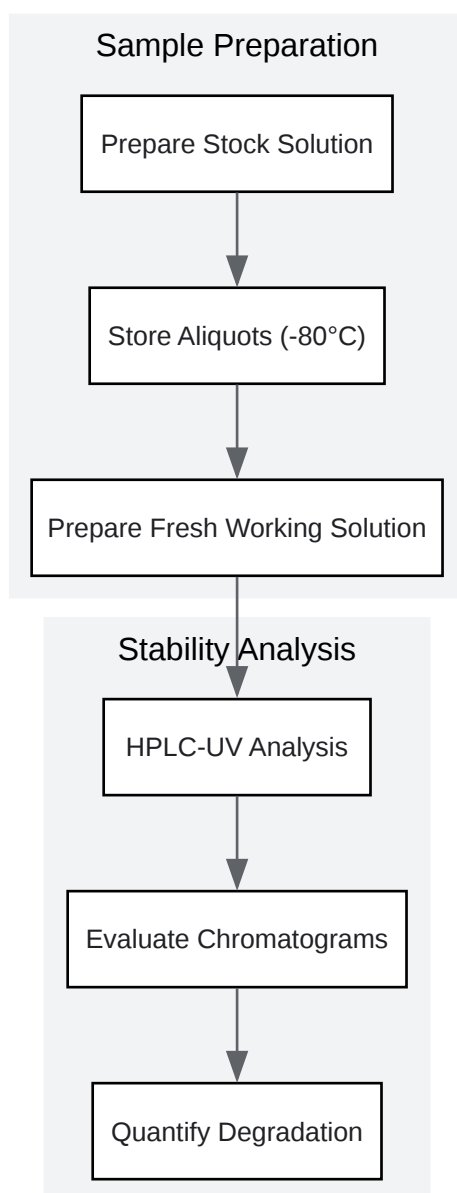 Sample Preparation
Prepare Stock Solution
Store Aliquots (-80°C)
Prepare Fresh Working Solution
Stability Analysis
HPLC-UV Analysis
Evaluate Chromatograms
Quantify Degradation